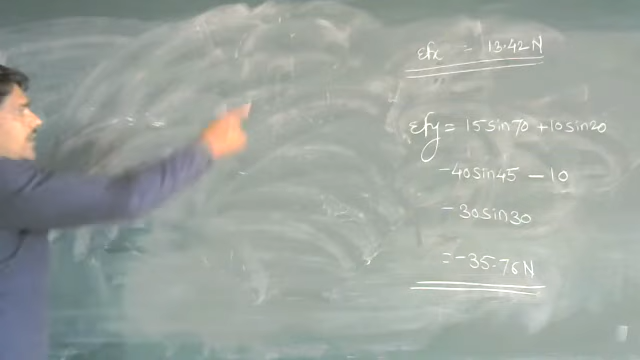 Σfx = 13.42N
Σfy = 15sin70 + 10sin20
-40sin45 - 10
-30sin30
= -35.76N